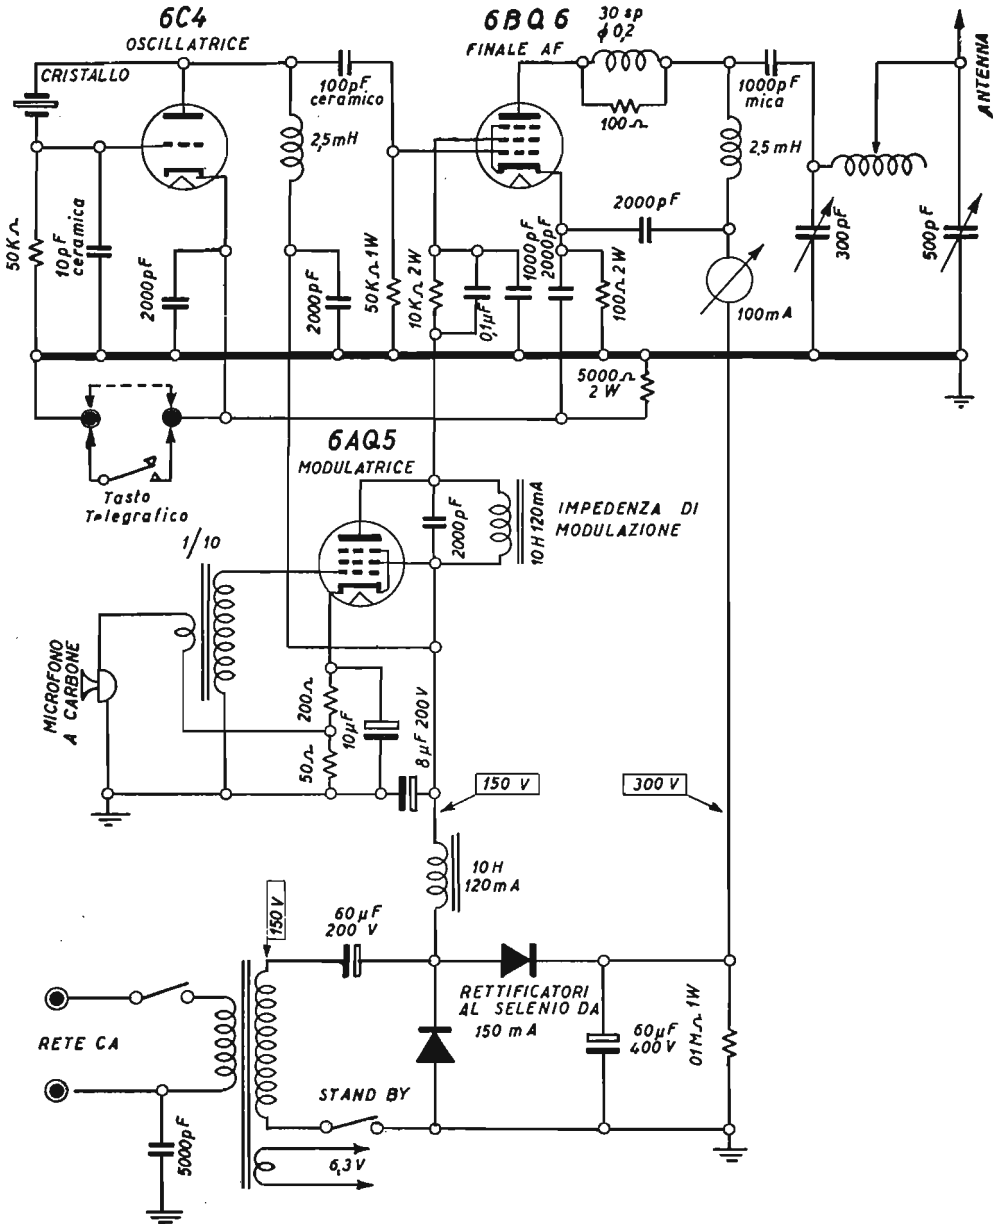 6C4
OSCILLATRICE
CRISTALLO
6BQ6
FINALE AF
30 sp
ϕ 0,2
100pF
ceramico
2,5mH
100Ω
1000pF
mica
2,5mH
ANTENNA
50KΩ
10pF
ceramica
2000pF
2000pF
50KΩ 1W
10KΩ 2W
0,1µF
1000pF
2000pF
100Ω 2W
2000pF
100mA
300pF
500pF
5000Ω
2W
Tasto
Telegrafico
6AQ5
MODULATRICE
2000pF
10H 120mA
IMPEDENZA DI
MODULAZIONE
1/10
MICROFONO
A CARBONE
200Ω
50Ω
10µF
8µF 200V
150 V
300 V
10H
120mA
150V
60µF
200V
RETTIFICATORI
AL SELENIO DA
150 mA
60µF
400V
01MΩ 1W
RETE CA
STAND BY
5000pF
6,3V